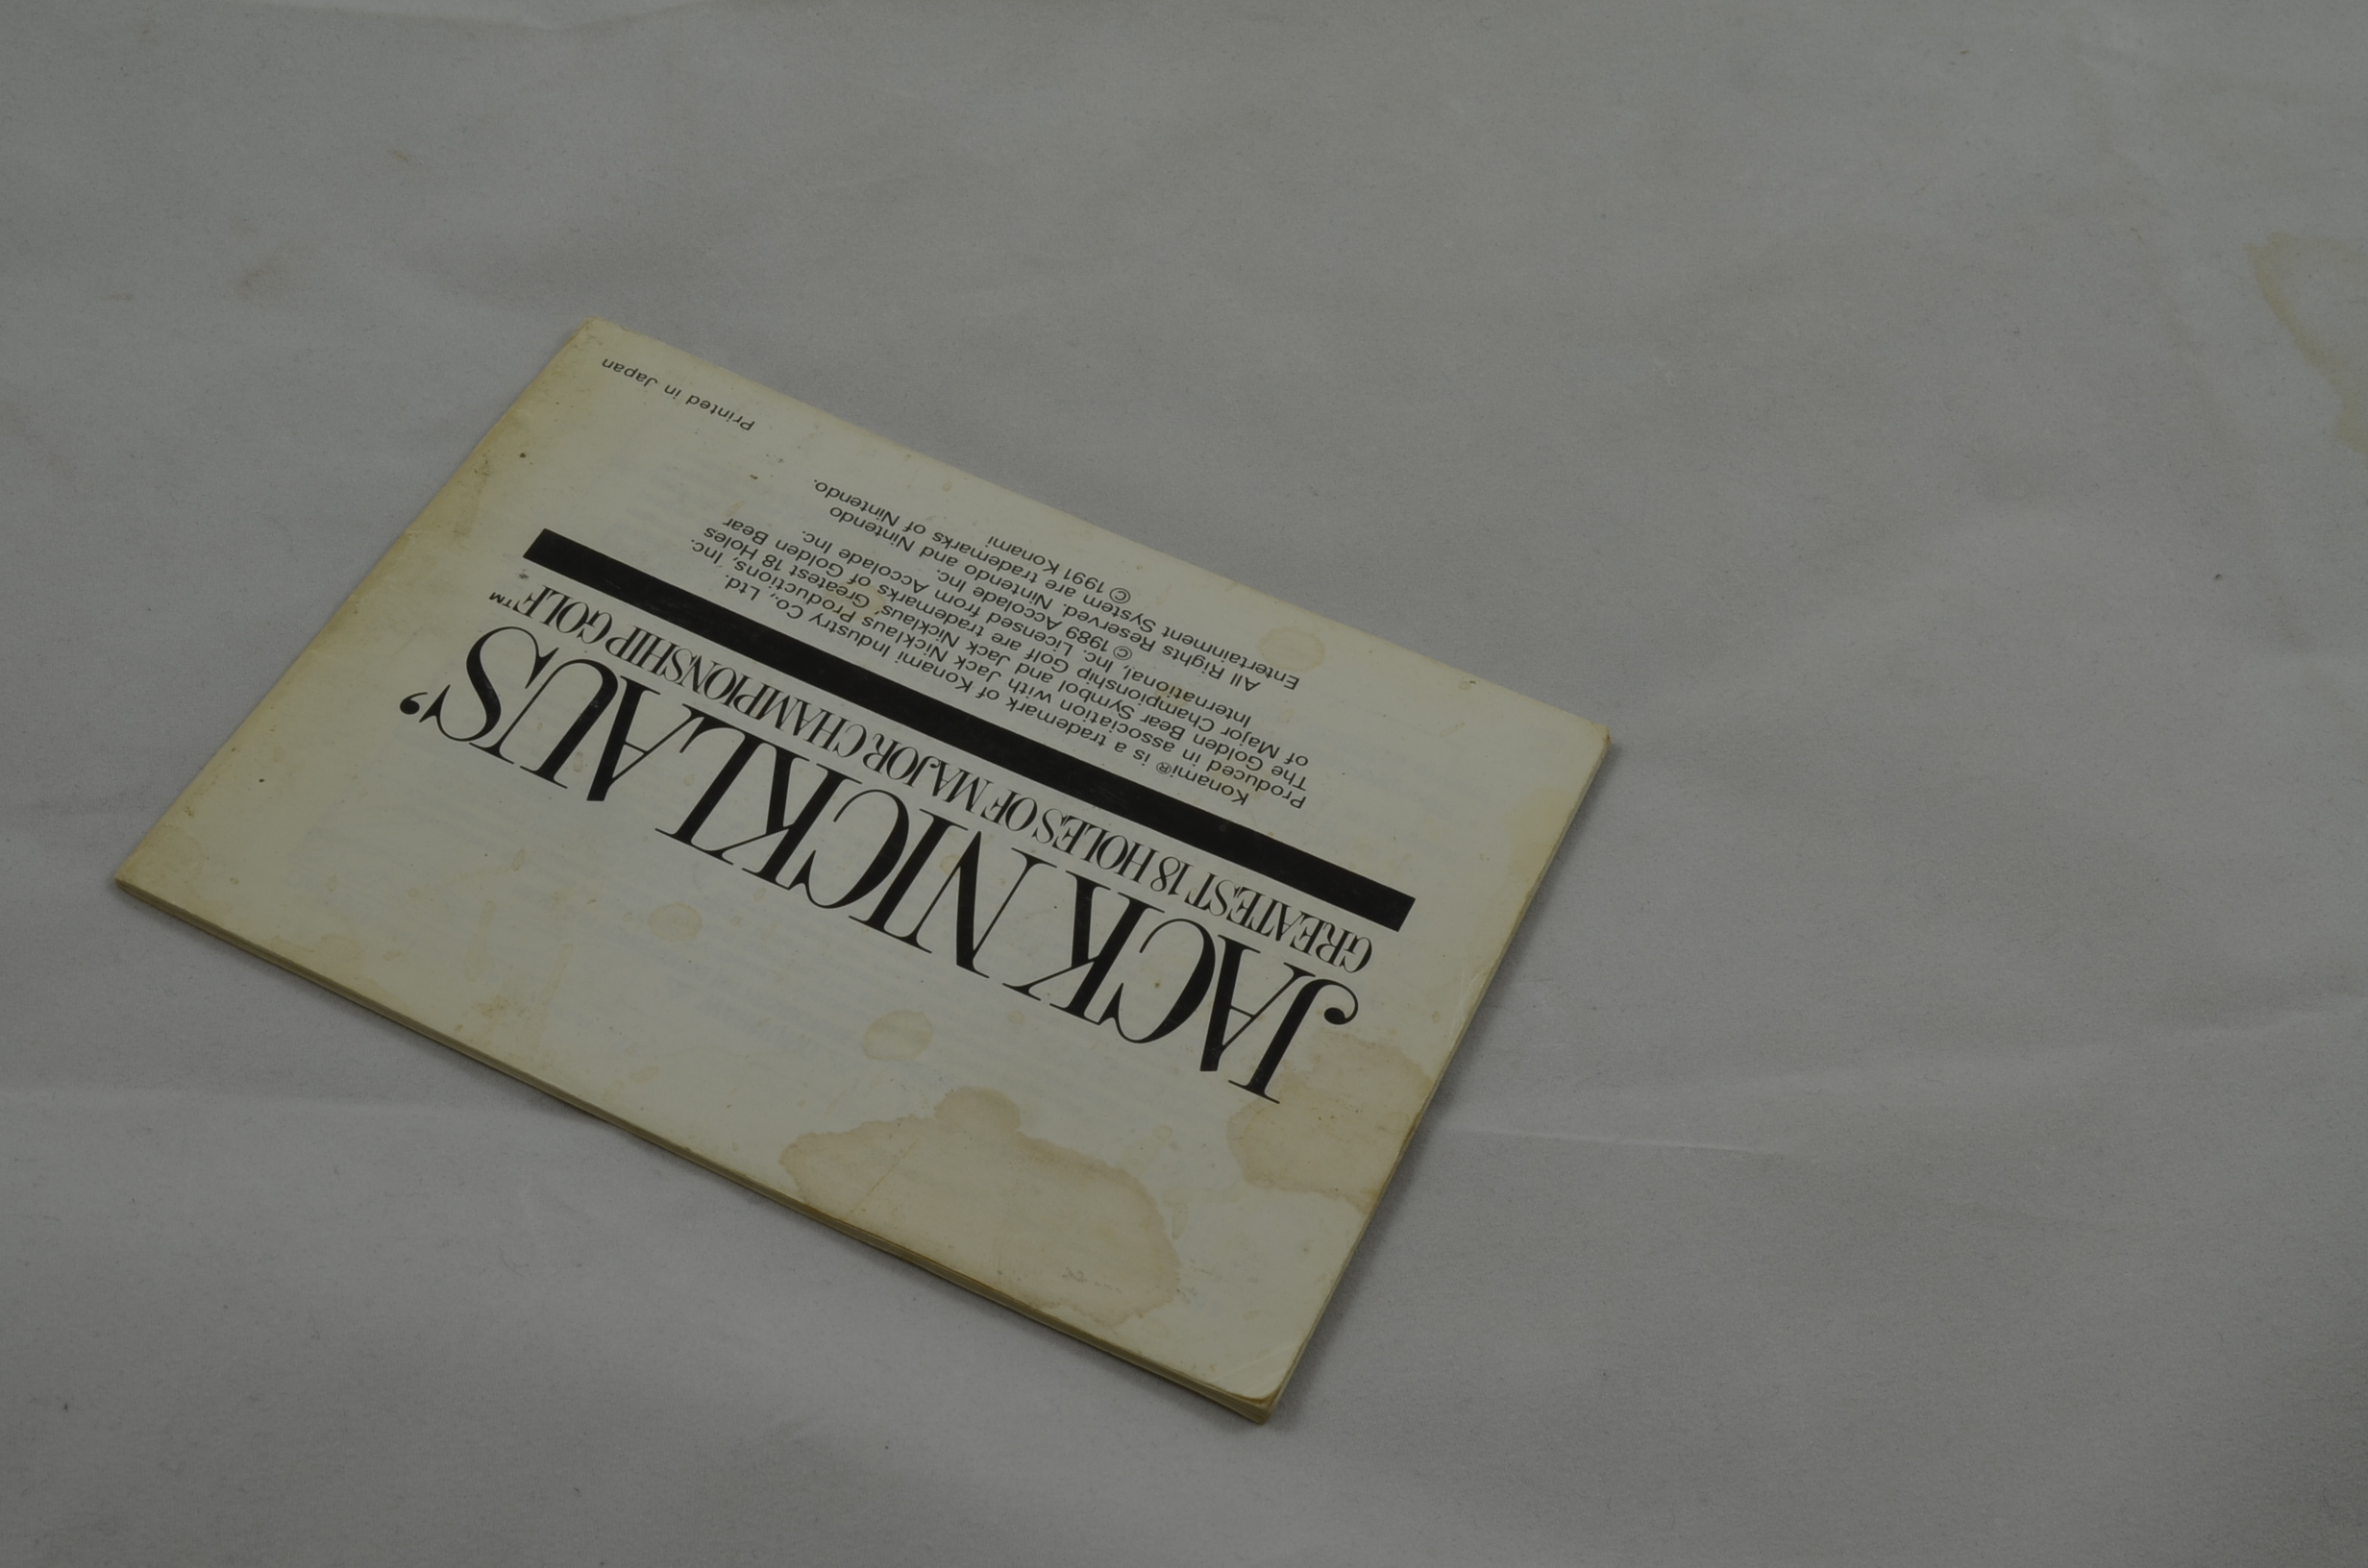 JACK NICKLAUS'
GREATEST 18 HOLES OF MAJOR CHAMPIONSHIP GOLF™
Konami® is a trademark of Konami Industry Co., Ltd.
Produced in association with Jack Nicklaus Productions, Inc.
The Golden Bear Symbol and Jack Nicklaus' Greatest 18 Holes
of Major Championship Golf are trademarks of Golden Bear
International, Inc. Licensed from Accolade Inc.
© 1989 Accolade Inc.
All Rights Reserved. Nintendo and Nintendo
Entertainment System are trademarks of Nintendo.
© 1991 Konami
Printed in Japan